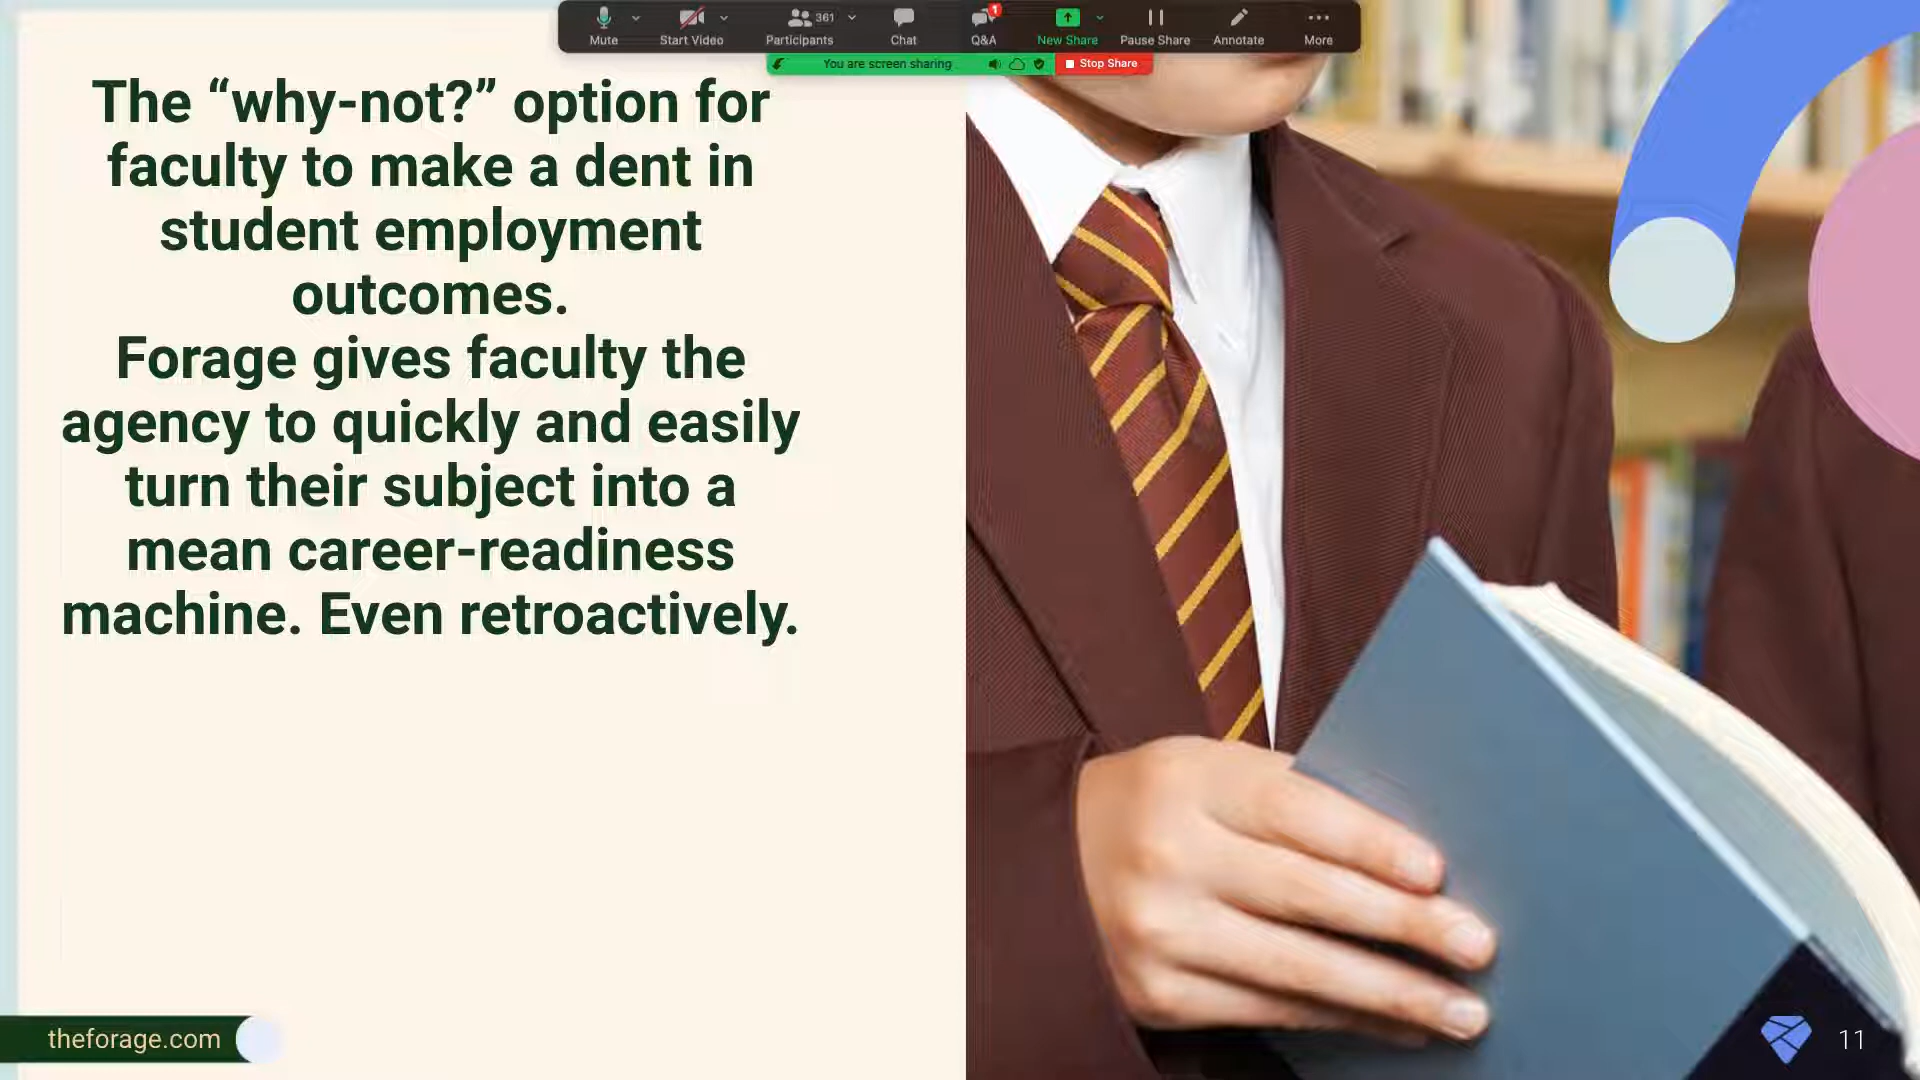 Mute
Start Video
Participants
361
Chat
1
Q&A
New Share
Pause Share
Annotate
More
You are screen sharing
Stop Share
The “why-not?” option for
faculty to make a dent in
student employment
outcomes.
Forage gives faculty the
agency to quickly and easily
turn their subject into a
mean career-readiness
machine. Even retroactively.
theforage.com
11